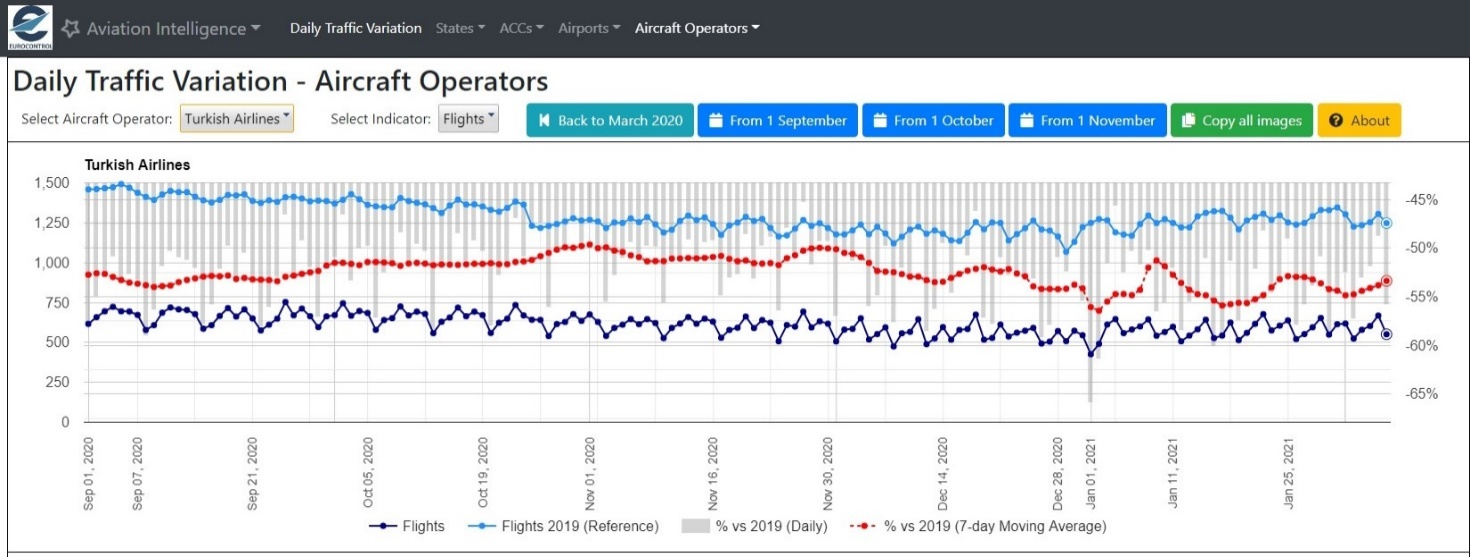 EUROCONTROL
Aviation Intelligence Daily Traffic Variation States ACCs Airports Aircraft Operators
Daily Traffic Variation - Aircraft Operators
Select Aircraft Operator: Turkish Airlines Select Indicator: Flights Back to March 2020 From 1 September From 1 October From 1 November Copy all images About
Turkish Airlines
1,500
1,250
1,000
750
500
250
0
-45%
-50%
-55%
-60%
-65%
Sep 01, 2020
Sep 07, 2020
Sep 21, 2020
Oct 05, 2020
Oct 19, 2020
Nov 01, 2020
Nov 16, 2020
Nov 30, 2020
Dec 14, 2020
Dec 28, 2020
Jan 01, 2021
Jan 11, 2021
Jan 25, 2021
Flights Flights 2019 (Reference) % vs 2019 (Daily) % vs 2019 (7-day Moving Average)